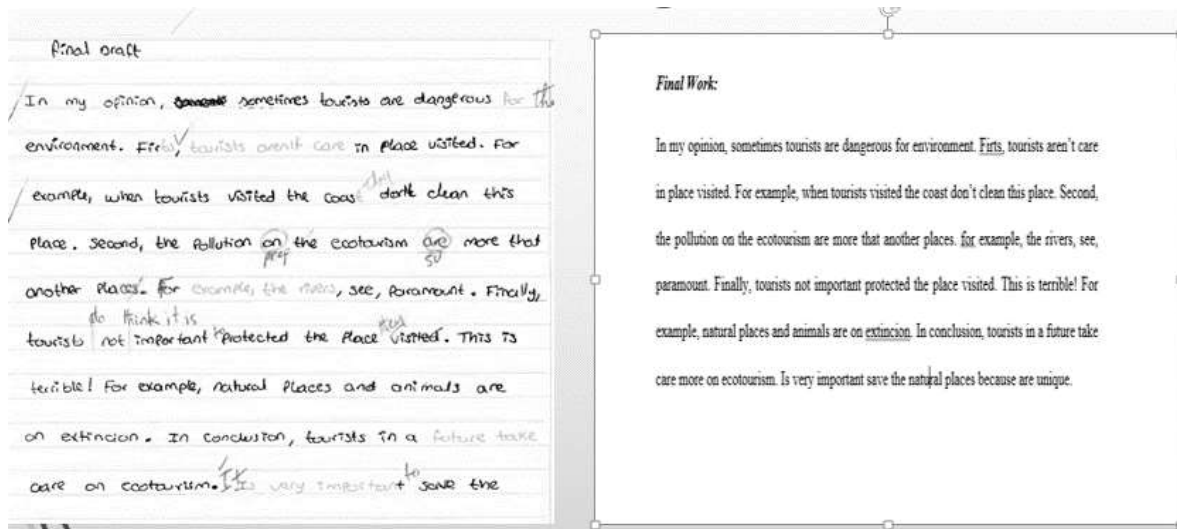 final draft
In my opinion, sometimes tourists are dangerous for the
environment. Firts, tourists aren't care in place visited. For
example, when tourists visited the coast don't clean this
place. Second, the pollution on the ecotourism are more that
prep
another places. For example, the rivers, see, paramount. Finally,
do think it is
tourists not important to protected the place they visited. This is
terrible! For example, natural places and animals are
on extincion. In conclusion, tourists in a future take
care on ecotourism. It is very important to save the
Final Work:
In my opinion, sometimes tourists are dangerous for environment. Firts, tourists aren't care
in place visited. For example, when tourists visited the coast don't clean this place. Second,
the pollution on the ecotourism are more that another places. for example, the rivers, see,
paramount. Finally, tourists not important protected the place visited. This is terrible! For
example, natural places and animals are on extincion. In conclusion, tourists in a future take
care more on ecotourism. Is very important save the natural places because are unique.